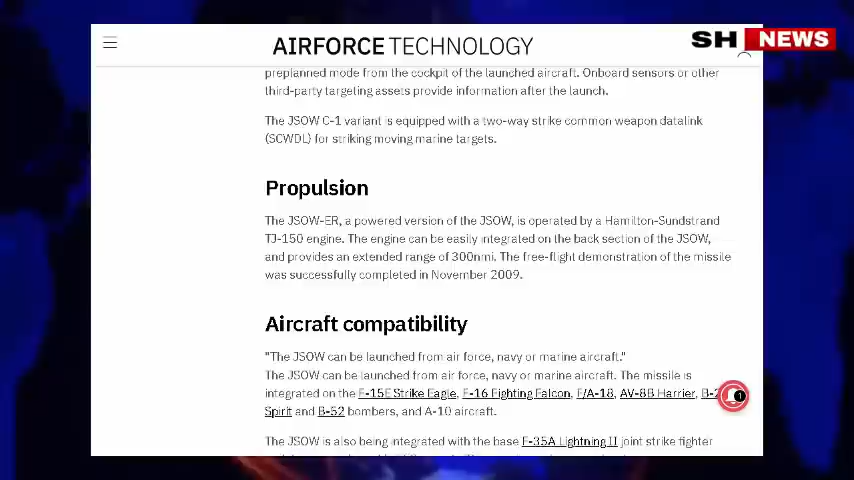 SH NEWS
AIRFORCE TECHNOLOGY
preplanned mode from the cockpit of the launched aircraft. Onboard sensors or other
third-party targeting assets provide information after the launch.
The JSOW C-1 variant is equipped with a two-way strike common weapon datalink
(SCWDL) for striking moving marine targets.
Propulsion
The JSOW-ER, a powered version of the JSOW, is operated by a Hamilton-Sundstrand
TJ-150 engine. The engine can be easily integrated on the back section of the JSOW,
and provides an extended range of 300nmi. The free-flight demonstration of the missile
was successfully completed in November 2009.
Aircraft compatibility
"The JSOW can be launched from air force, navy or marine aircraft."
The JSOW can be launched from air force, navy or marine aircraft. The missile is
integrated on the F-15E Strike Eagle, F-16 Fighting Falcon, F/A-18, AV-8B Harrier, B-2
Spirit and B-52 bombers, and A-10 aircraft.
1
The JSOW is also being integrated with the base F-35A Lightning II joint strike fighter